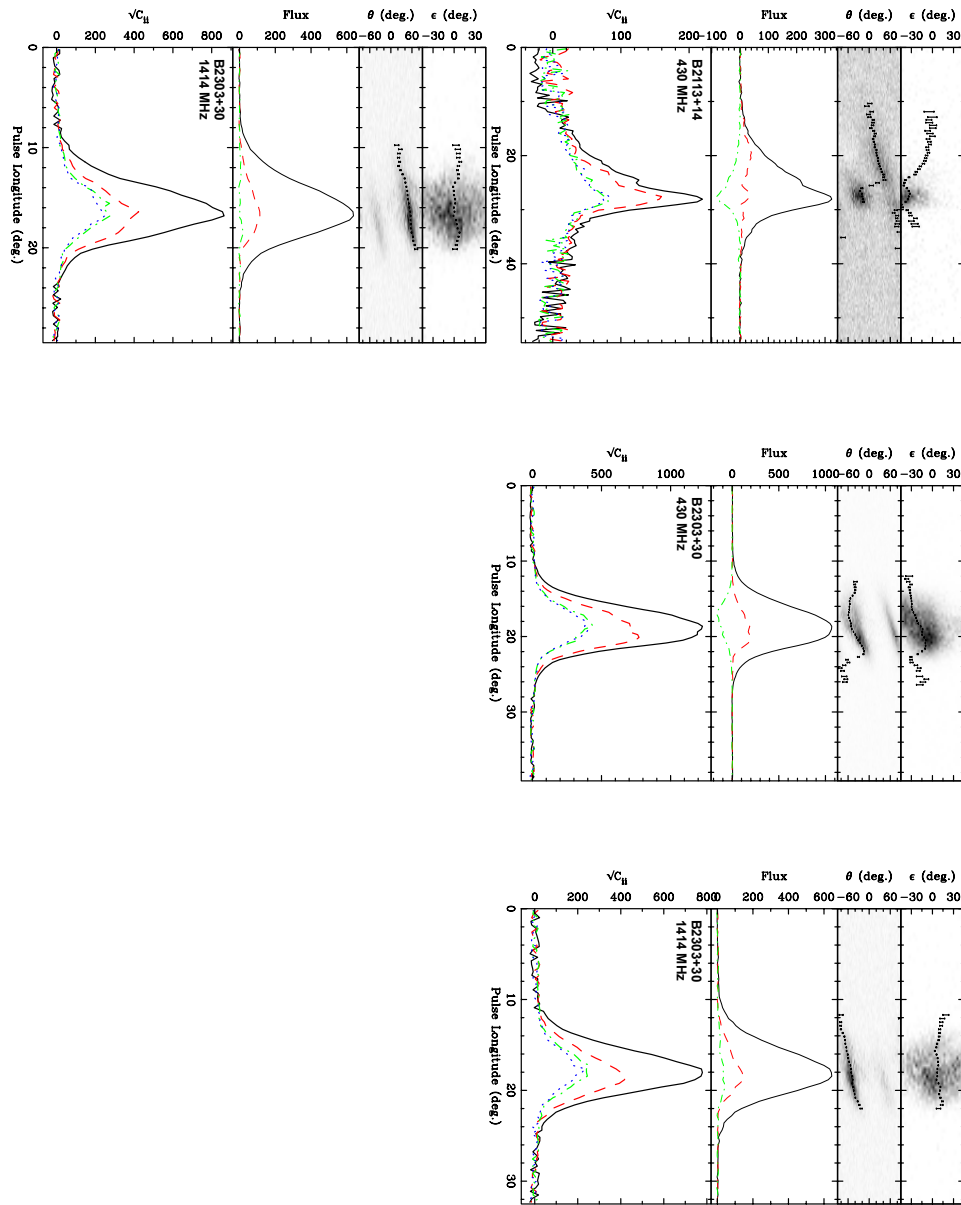 √C_ii Flux θ (deg.) ε (deg.)
0 200 400 600 800 0 200 400 600 −60 0 60 −30 0 30
B2303+30
1414 MHz
0 10 20
Pulse Longitude (deg.)
√C_ii Flux θ (deg.) ε (deg.)
0 100 200 −100 0 100 200 300 −60 0 60 −30 0 30
B2113+14
430 MHz
0 20 40
Pulse Longitude (deg.)
√C_ii Flux θ (deg.) ε (deg.)
0 500 1000 0 500 1000 −60 0 60 −30 0 30
B2303+30
430 MHz
0 10 20 30
Pulse Longitude (deg.)
√C_ii Flux θ (deg.) ε (deg.)
0 200 400 600 800 0 200 400 600 −60 0 60 −30 0 30
B2303+30
1414 MHz
0 10 20 30
Pulse Longitude (deg.)